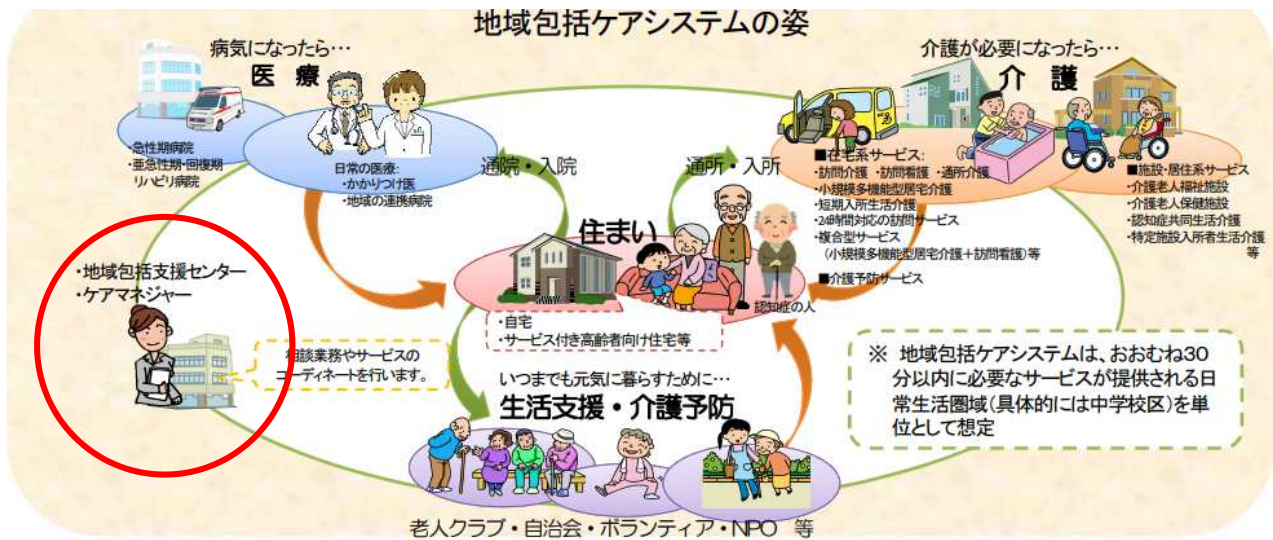 地域包括ケアシステムの姿
病気になったら…
医 療
介護が必要になったら…
介 護
・急性期病院
・亜急性期・回復期
リハビリ病院
日常の医療:
・かかりつけ医
・地域の連携病院
通院・入院
通所・入所
■在宅系サービス:
・訪問介護 ・訪問看護 ・通所介護
・小規模多機能型居宅介護
・短期入所生活介護
・24時間対応の訪問サービス
・複合型サービス
(小規模多機能型居宅介護+訪問看護)等
■介護予防サービス
■施設・居住系サービス
・介護老人福祉施設
・介護老人保健施設
・認知症共同生活介護
・特定施設入所者生活介護
等
住まい
認知症の人
・自宅
・サービス付き高齢者向け住宅等
・地域包括支援センター
・ケアマネジャー
相談業務やサービスの
コーディネートを行います。
いつまでも元気に暮らすために…
生活支援・介護予防
老人クラブ・自治会・ボランティア・NPO 等
※ 地域包括ケアシステムは、おおむね30
分以内に必要なサービスが提供される日
常生活圏域(具体的には中学校区)を単
位として想定